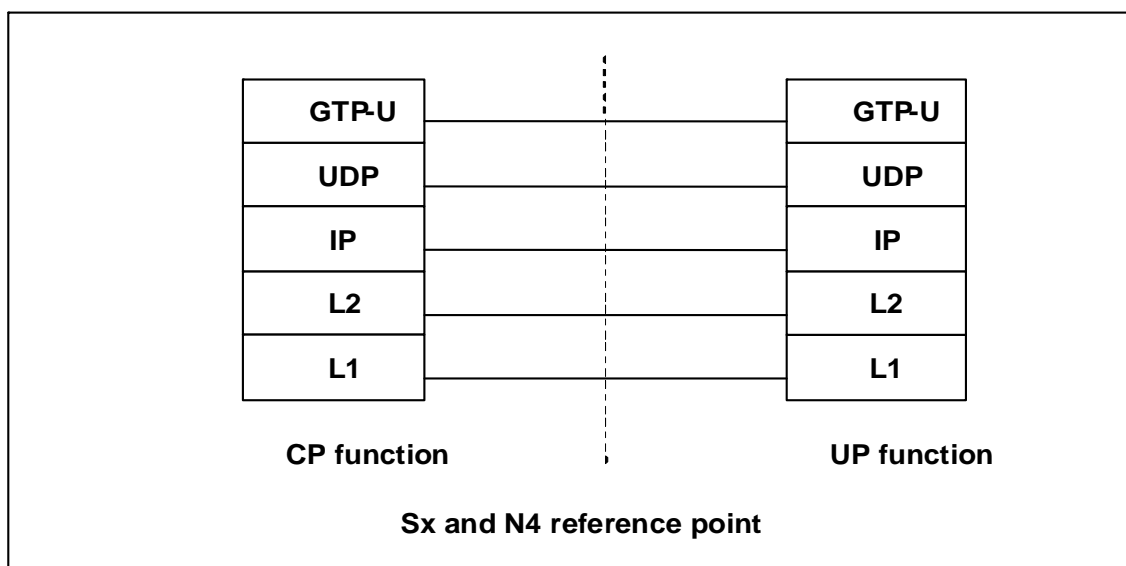 GTP-U GTP-U
UDP UDP
IP IP
L2 L2
L1 L1
CP function UP function
Sx and N4 reference point